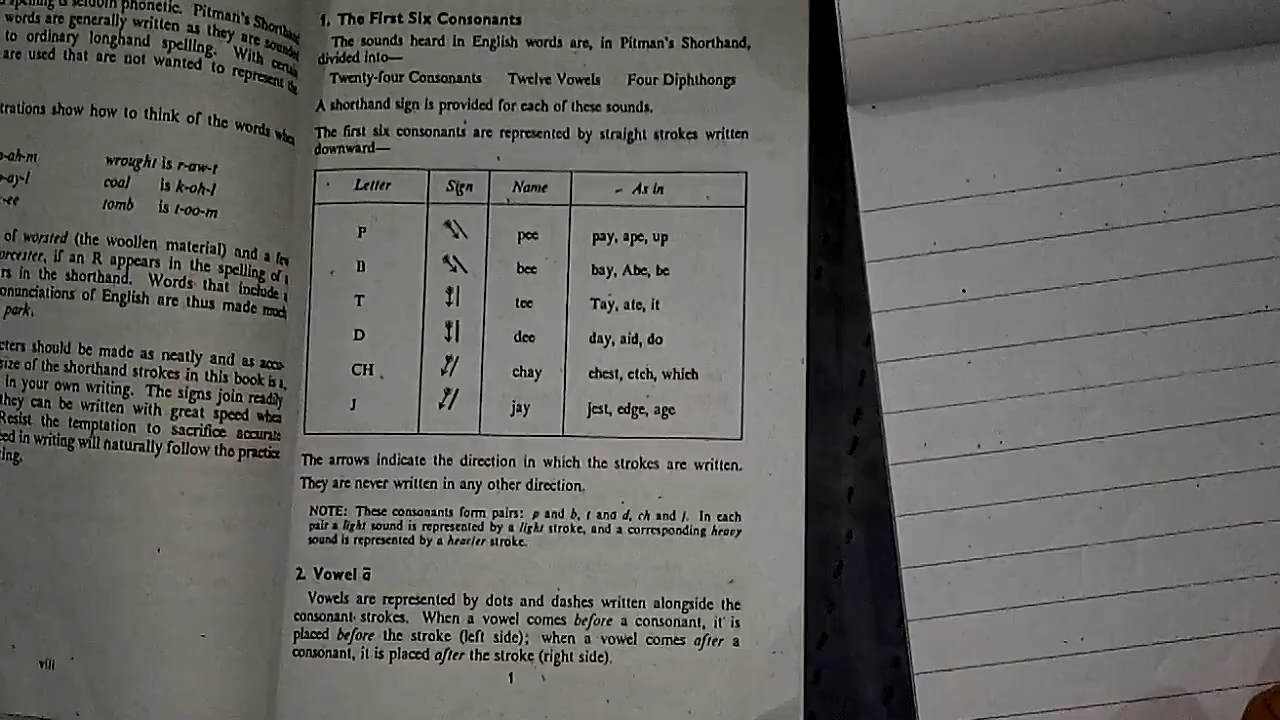 phonetic. Pitman's Shorthand
words are generally written as they are sounded
to ordinary longhand spelling. With certain
are used that are not wanted to represent the
trations show how to think of the words when
-ah-m wrought is r-aw-t
-ay-l coal is k-oh-l
-ee tomb is t-oo-m
of worsted (the woollen material) and a few
orcester, if an R appears in the spelling of a
rs in the shorthand. Words that include a
onunciations of English are thus made much
park.
cters should be made as neatly and as accu-
size of the shorthand strokes in this book is a,
in your own writing. The signs join readily
they can be written with great speed when
Resist the temptation to sacrifice accurate
ed in writing will naturally follow the practice
ing.
viii
1. The First Six Consonants
The sounds heard in English words are, in Pitman's Shorthand,
divided into—
Twenty-four Consonants Twelve Vowels Four Diphthongs
A shorthand sign is provided for each of these sounds.
The first six consonants are represented by straight strokes written
downward—
Letter Sign Name As in
P pee pay, ape, up
B bee bay, Abe, be
T tee Tay, ate, it
D dee day, aid, do
CH chay chest, etch, which
J jay jest, edge, age
The arrows indicate the direction in which the strokes are written.
They are never written in any other direction.
NOTE: These consonants form pairs: p and b, t and d, ch and j. In each
pair a light sound is represented by a light stroke, and a corresponding heavy
sound is represented by a heavier stroke.
2. Vowel ā
Vowels are represented by dots and dashes written alongside the
consonant strokes. When a vowel comes before a consonant, it is
placed before the stroke (left side); when a vowel comes after a
consonant, it is placed after the stroke (right side).
1